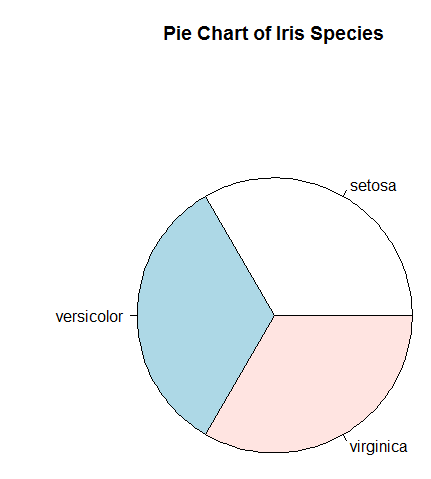 Pie Chart of Iris Species
setosa
versicolor
virginica